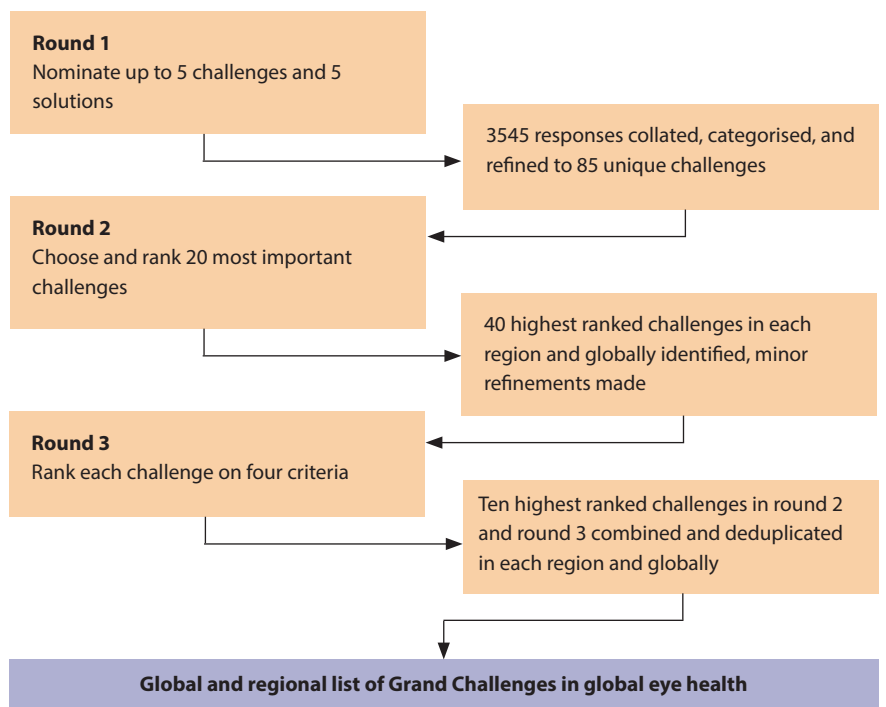 Round 1
Nominate up to 5 challenges and 5
solutions
3545 responses collated, categorised, and
refined to 85 unique challenges
Round 2
Choose and rank 20 most important
challenges
40 highest ranked challenges in each
region and globally identified, minor
refinements made
Round 3
Rank each challenge on four criteria
Ten highest ranked challenges in round 2
and round 3 combined and deduplicated
in each region and globally
Global and regional list of Grand Challenges in global eye health